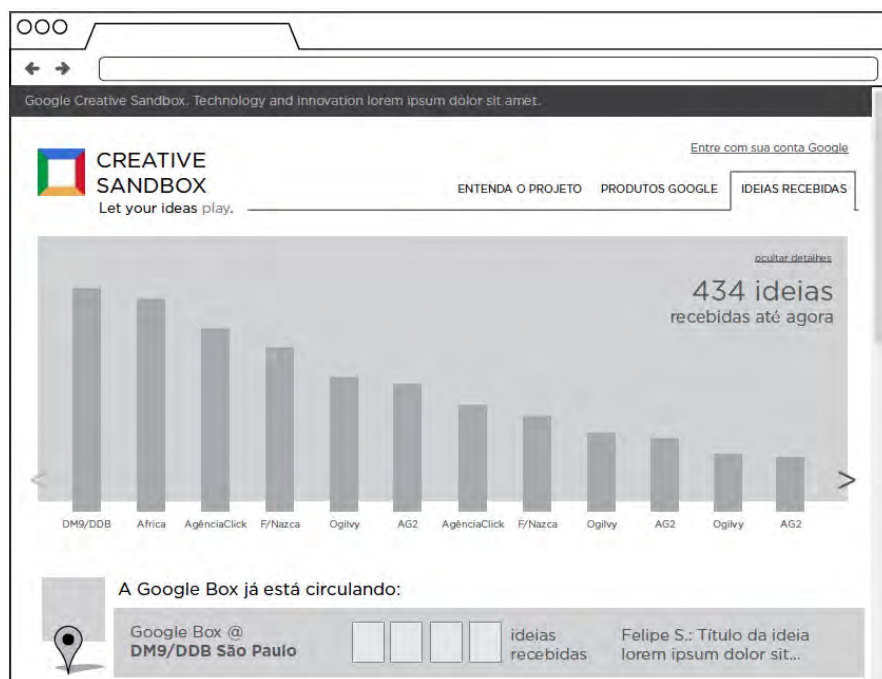 Google Creative Sandbox. Technology and innovation lorem ipsum dolor sit amet.
Entre com sua conta Google
CREATIVE
SANDBOX
Let your ideas play.
ENTENDA O PROJETO PRODUTOS GOOGLE IDEIAS RECEBIDAS
ocultar detalhes
434 ideias
recebidas até agora
< >
DM9/DDB Africa AgênciaClick F/Nazca Ogilvy AG2 AgênciaClick F/Nazca Ogilvy AG2 Ogilvy AG2
A Google Box já está circulando:
Google Box @
DM9/DDB São Paulo
ideias
recebidas
Felipe S.: Título da ideia
lorem ipsum dolor sit...